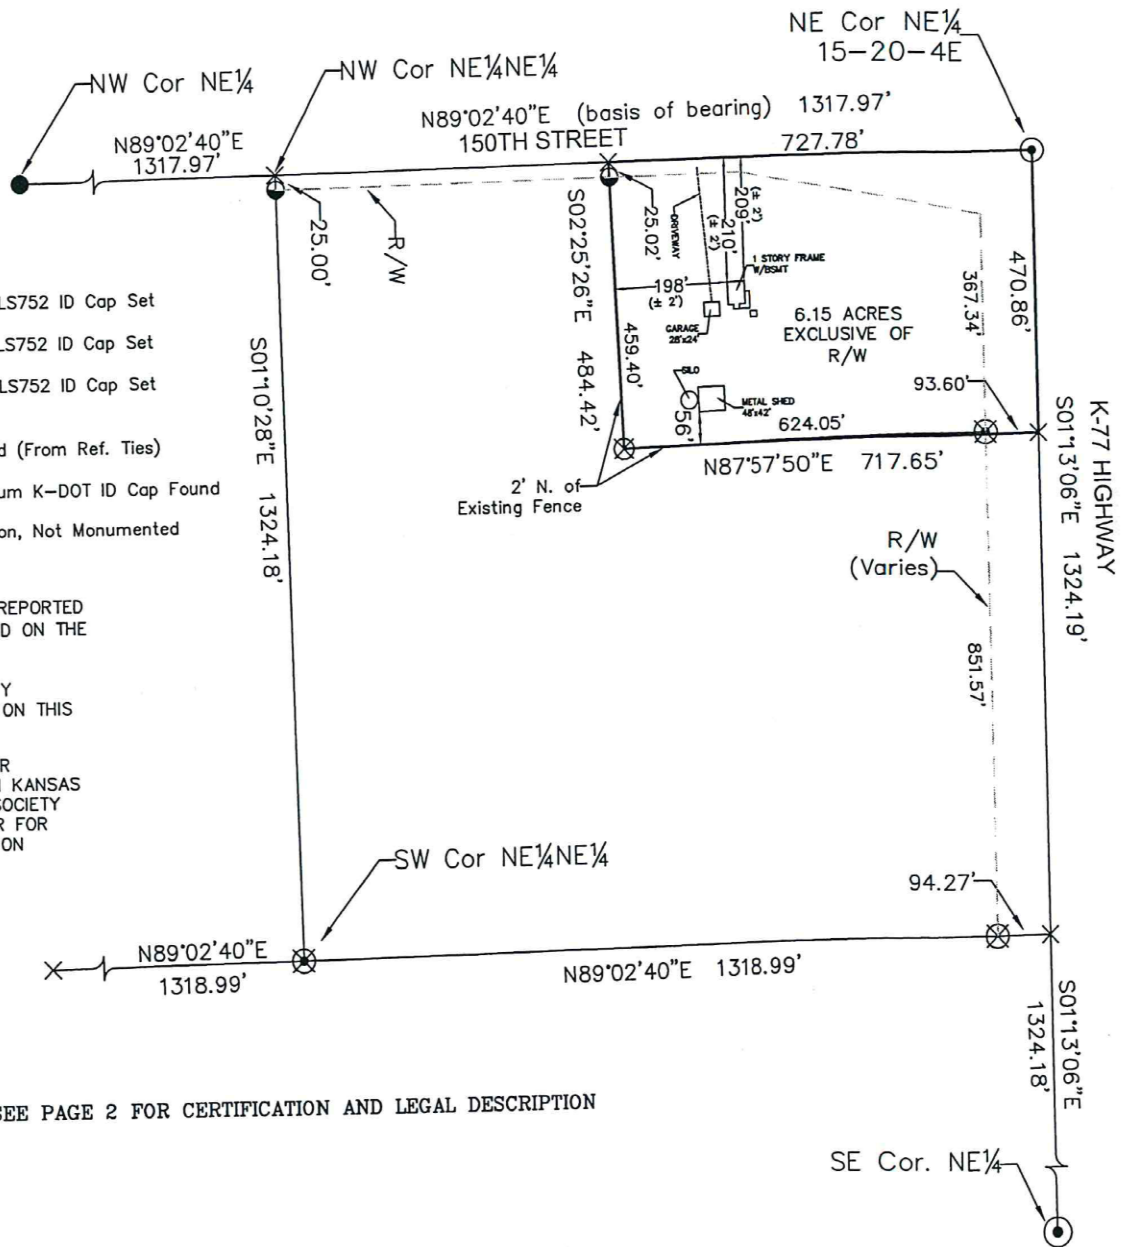 NE Cor NE¼
15-20-4E
NW Cor NE¼
NW Cor NE¼NE¼
N89°02'40"E (basis of bearing) 1317.97'
N89°02'40"E
1317.97'
150TH STREET
727.78'
25.00'
R/W
S02°25'26"E 484.42'
25.02'
DRIVEWAY
210'
(± 2')
209'
(± 2')
1 STORY FRAME
W/BSMT
198'
(± 2')
GARAGE
28'x24'
459.40'
6.15 ACRES
EXCLUSIVE OF
R/W
367.34'
470.86'
93.60'
K-77 HIGHWAY
S01°13'06"E 1324.19'
SILO
METAL SHED
48'x42'
56'
624.05'
N87°57'50"E 717.65'
2' N. of
Existing Fence
S01°10'28"E 1324.18'
LS752 ID Cap Set
LS752 ID Cap Set
LS752 ID Cap Set
d (From Ref. Ties)
um K-DOT ID Cap Found
on, Not Monumented
R/W
(Varies)
851.57'
REPORTED
D ON THE
Y
ON THIS
R
KANSAS
SOCIETY
R FOR
ON
SW Cor NE¼NE¼
94.27'
N89°02'40"E
1318.99'
N89°02'40"E 1318.99'
S01°13'06"E
1324.18'
SEE PAGE 2 FOR CERTIFICATION AND LEGAL DESCRIPTION
SE Cor. NE¼